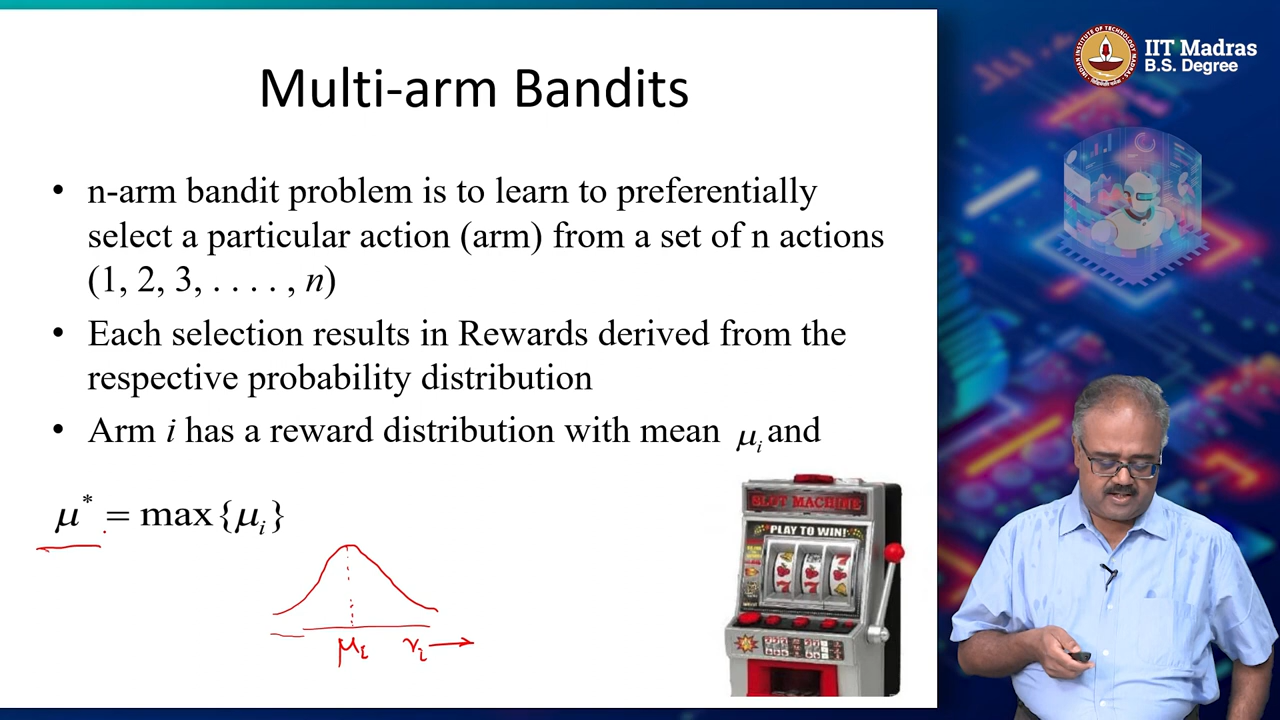 Multi-arm Bandits
• n-arm bandit problem is to learn to preferentially
select a particular action (arm) from a set of n actions
(1, 2, 3, . . . . , n)
• Each selection results in Rewards derived from the
respective probability distribution
• Arm i has a reward distribution with mean μᵢ and
μ* = max{μᵢ}
μᵢ rᵢ →
SLOT MACHINE
PLAY TO WIN!
IIT Madras
B.S. Degree